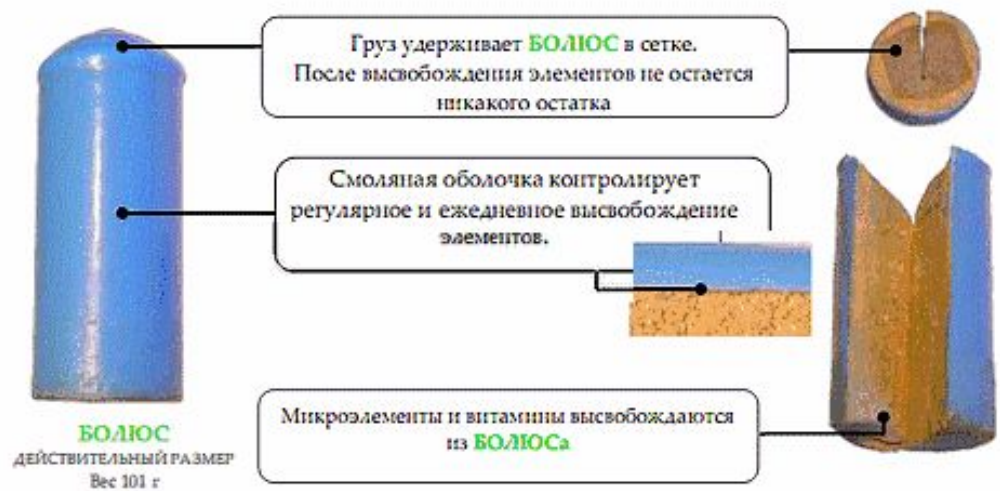 Груз удерживает БОЛЮС в сетке.
После высвобождения элементов не остается
никакого остатка
Смоляная оболочка контролирует
регулярное и ежедневное высвобождение
элементов.
Микроэлементы и витамины высвобождаются
из БОЛЮСа
БОЛЮС
ДЕЙСТВИТЕЛЬНЫЙ РАЗМЕР
Вес 101 г